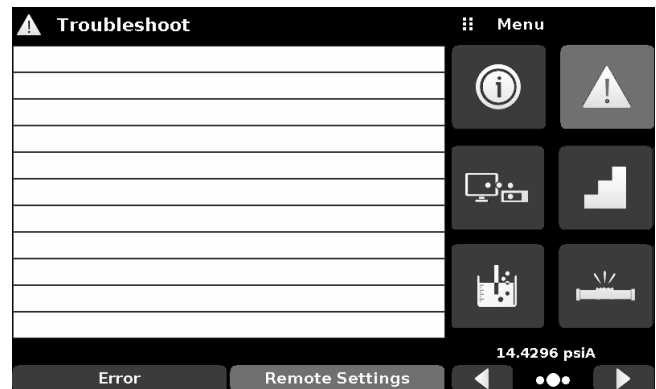 Troubleshoot
Menu
14.4296 psiA
Error
Remote Settings